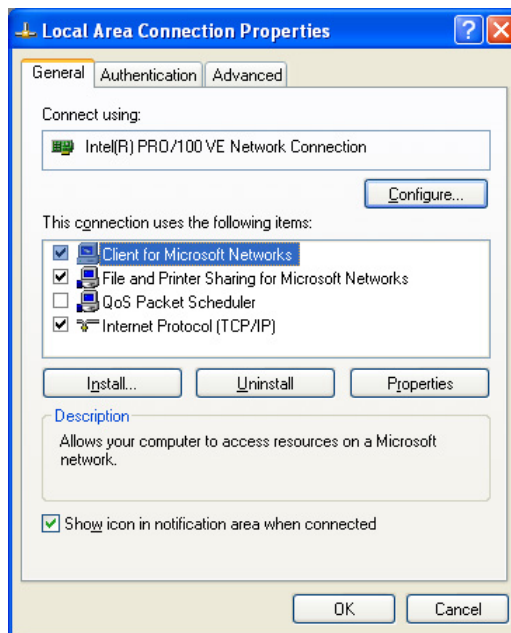 Local Area Connection Properties
General Authentication Advanced
Connect using:
Intel(R) PRO/100 VE Network Connection
Configure...
This connection uses the following items:
Client for Microsoft Networks
File and Printer Sharing for Microsoft Networks
QoS Packet Scheduler
Internet Protocol (TCP/IP)
Install... Uninstall Properties
Description
Allows your computer to access resources on a Microsoft
network.
Show icon in notification area when connected
OK Cancel